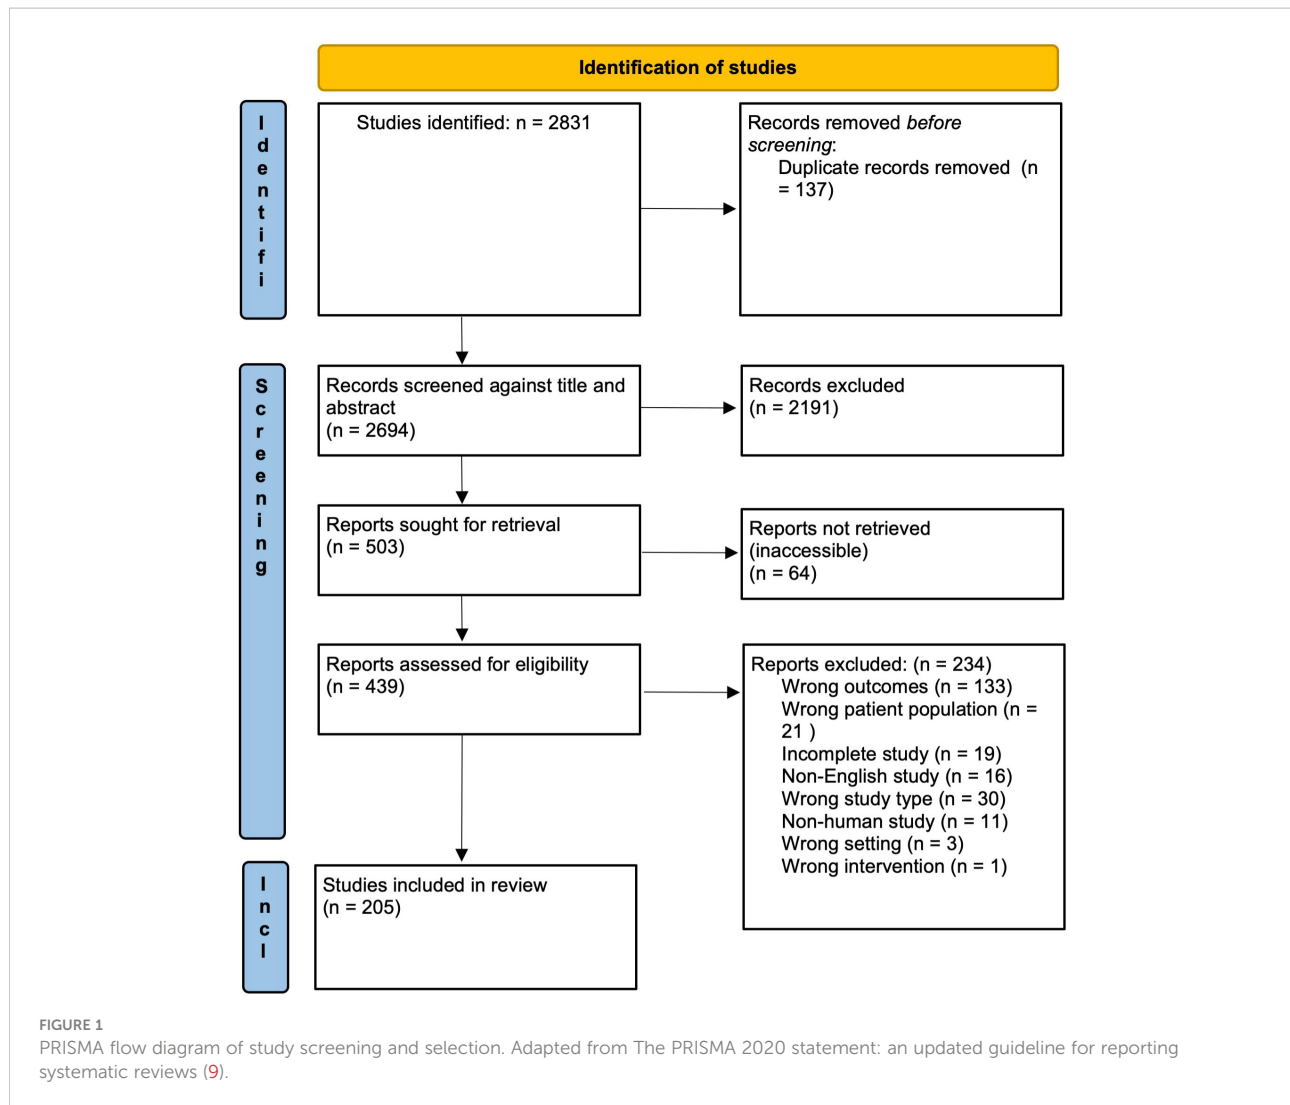 Identification of studies
Identifi
Studies identified: n = 2831
Records removed before
screening:
Duplicate records removed (n
= 137)
Screening
Records screened against title and
abstract
(n = 2694)
Records excluded
(n = 2191)
Reports sought for retrieval
(n = 503)
Reports not retrieved
(inaccessible)
(n = 64)
Reports assessed for eligibility
(n = 439)
Reports excluded: (n = 234)
Wrong outcomes (n = 133)
Wrong patient population (n =
21 )
Incomplete study (n = 19)
Non-English study (n = 16)
Wrong study type (n = 30)
Non-human study (n = 11)
Wrong setting (n = 3)
Wrong intervention (n = 1)
Incl
Studies included in review
(n = 205)
FIGURE 1
PRISMA flow diagram of study screening and selection. Adapted from The PRISMA 2020 statement: an updated guideline for reporting
systematic reviews (9).